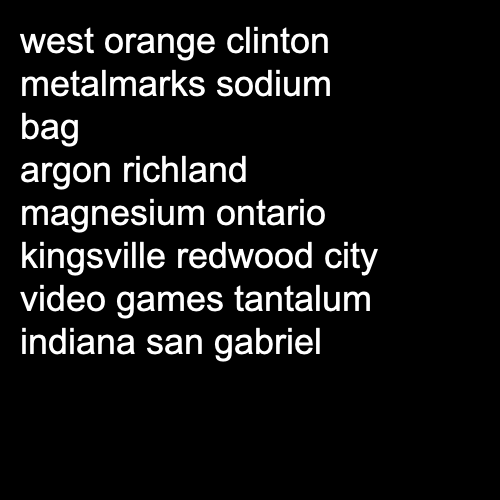 west orange clinton
metalmarks sodium
bag
argon richland
magnesium ontario
kingsville redwood city
video games tantalum
indiana san gabriel